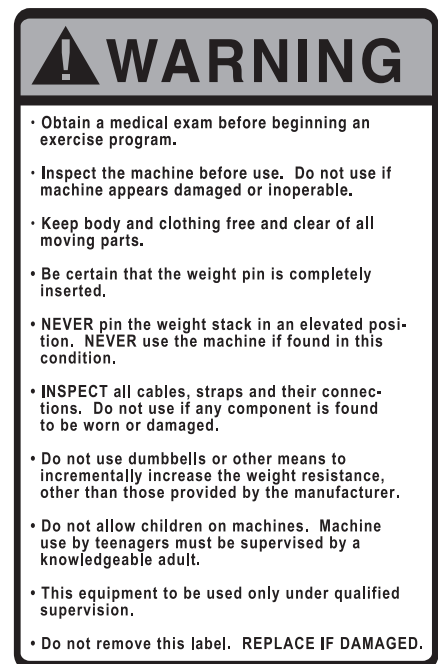 WARNING
· Obtain a medical exam before beginning an
exercise program.
· Inspect the machine before use. Do not use if
machine appears damaged or inoperable.
· Keep body and clothing free and clear of all
moving parts.
• Be certain that the weight pin is completely
inserted.
• NEVER pin the weight stack in an elevated posi-
tion. NEVER use the machine if found in this
condition.
• INSPECT all cables, straps and their connec-
tions. Do not use if any component is found
to be worn or damaged.
• Do not use dumbbells or other means to
incrementally increase the weight resistance,
other than those provided by the manufacturer.
• Do not allow children on machines. Machine
use by teenagers must be supervised by a
knowledgeable adult.
• This equipment to be used only under qualified
supervision.
• Do not remove this label. REPLACE IF DAMAGED.